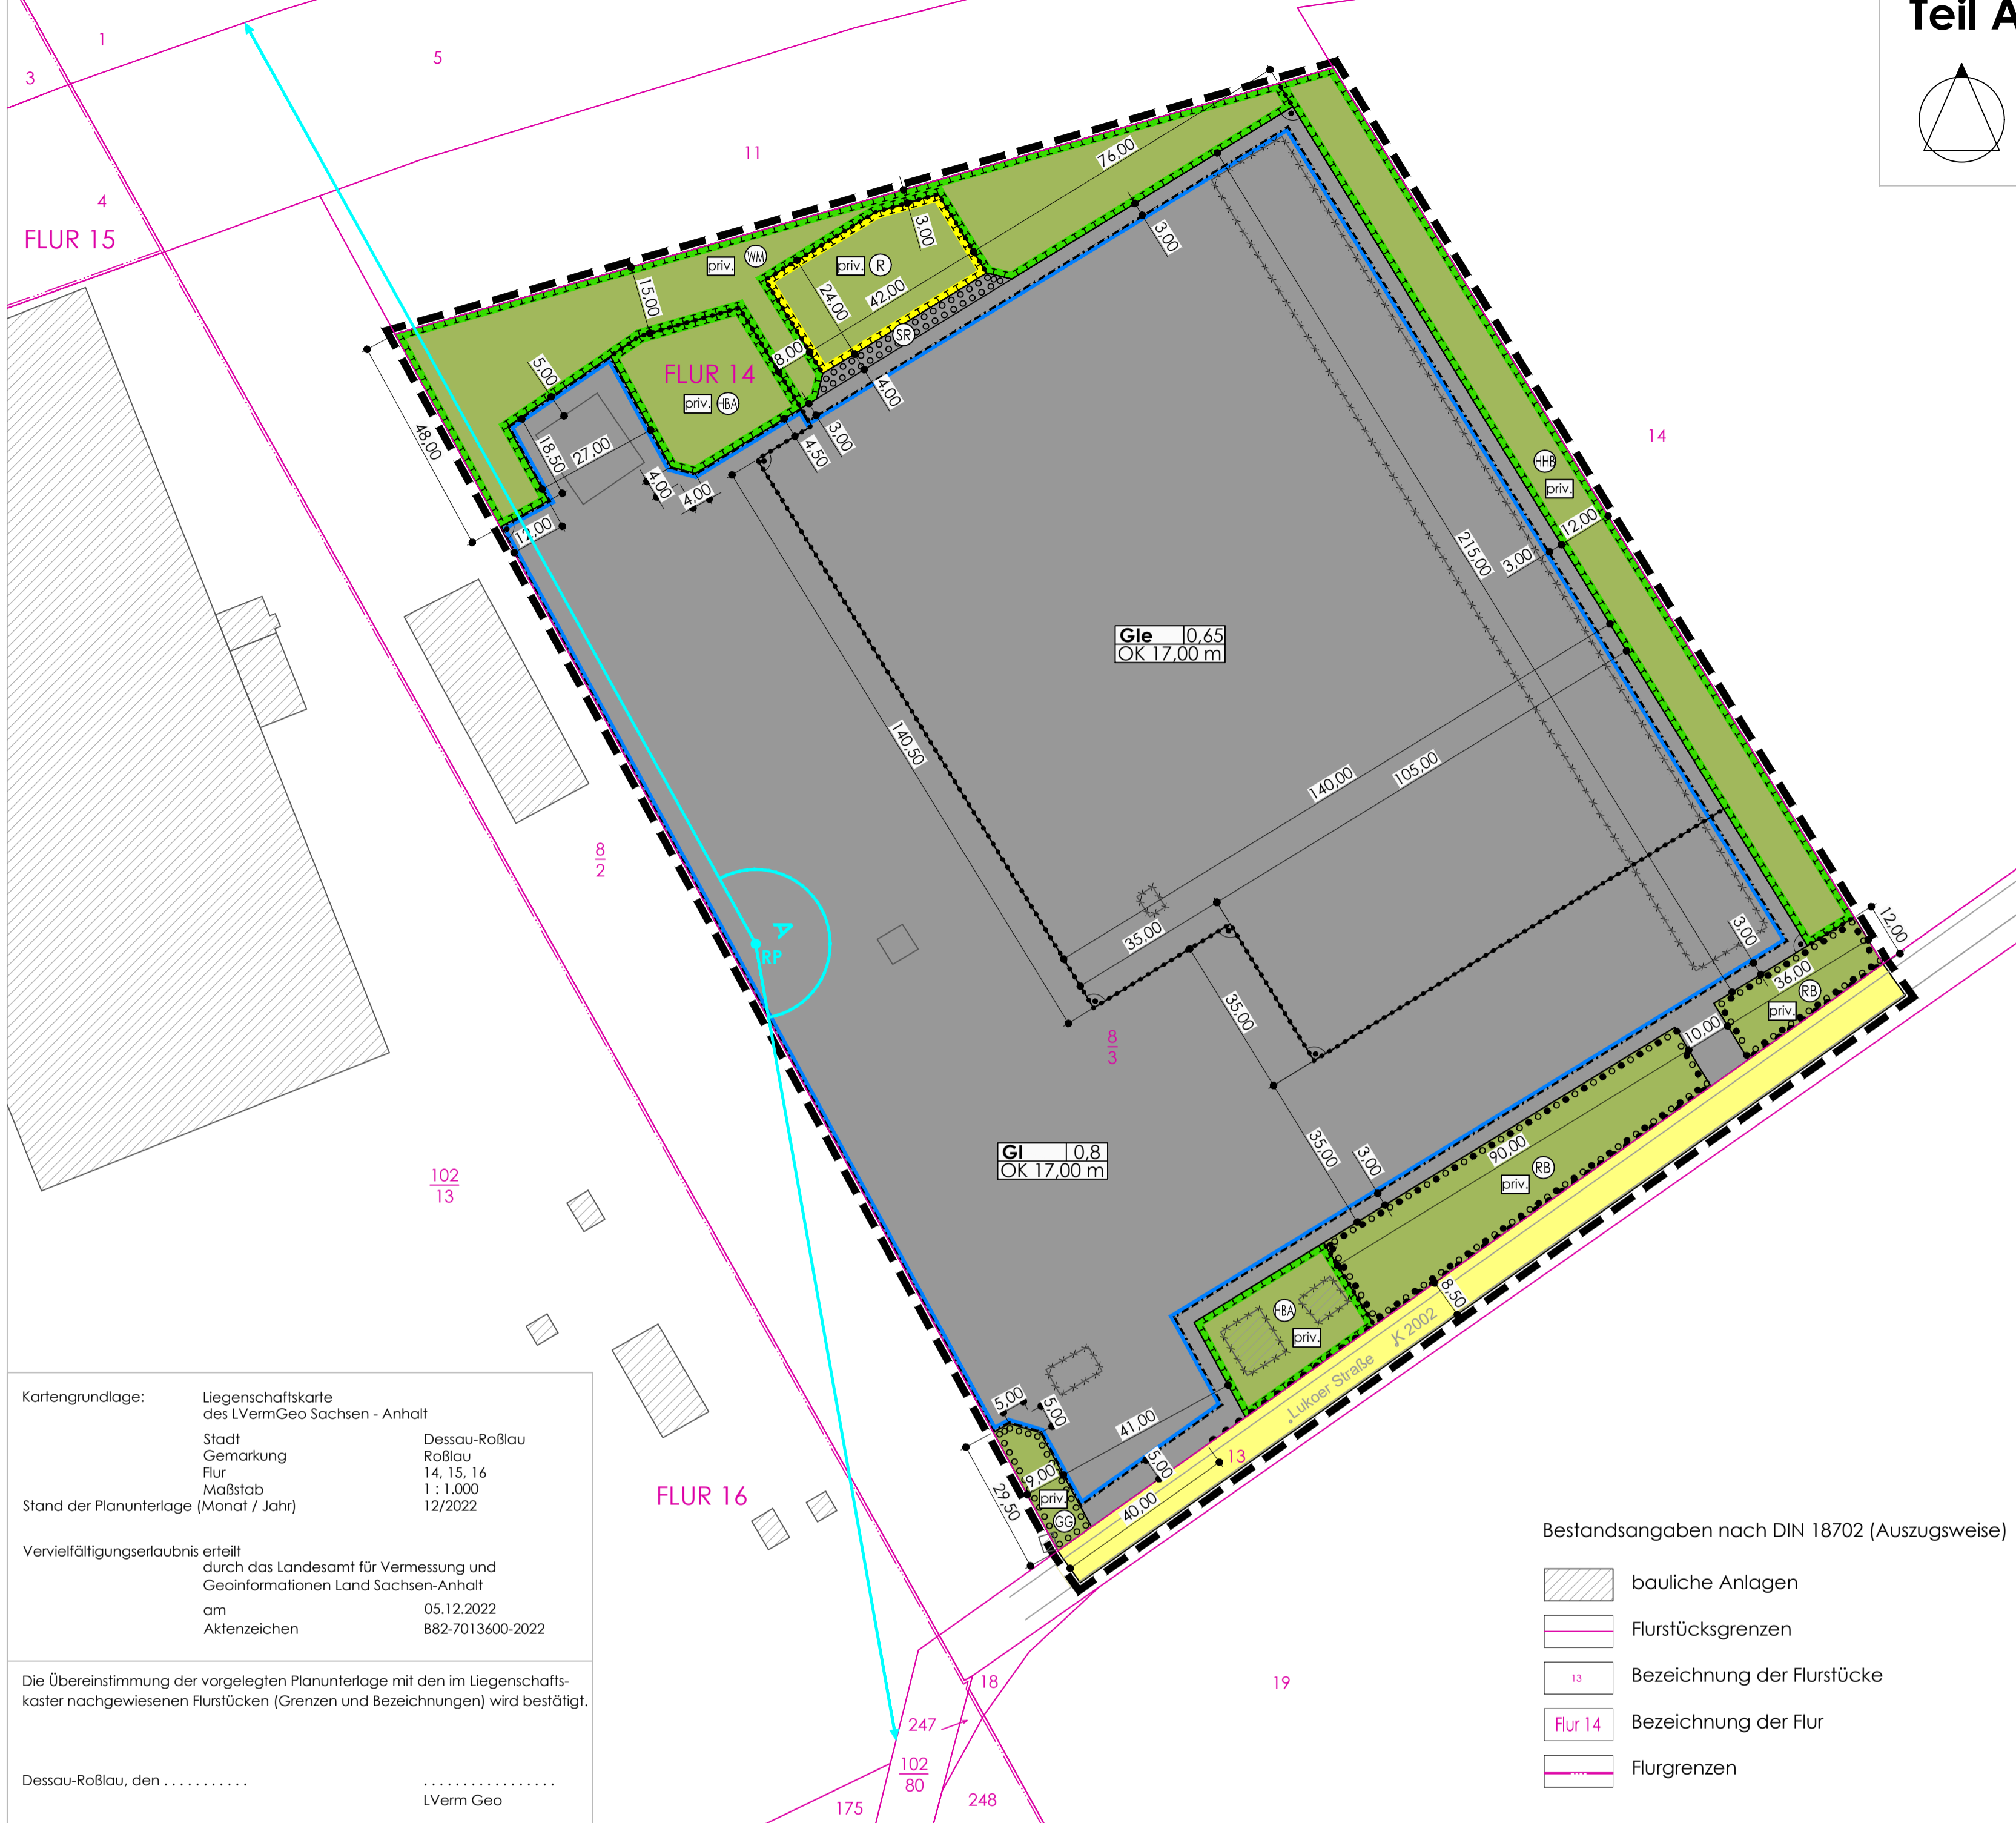 Teil A
1
5
3
11
4
FLUR 15
76,00
3,00
WM
priv.
priv.
R
3,00
15,00
24,00
42,00
SR
8,00
FLUR 14
5,00
priv.
HBA
4,00
48,00
18,50
27,00
3,00
4,50
14
4,00
4,00
HHB
priv.
12,00
12,00
3,00
215,00
GIe 0,65
OK 17,00 m
140,50
140,00
105,00
8
2
A
RP
35,00
3,00
12,00
36,00
RB
priv.
35,00
10,00
8
3
GI 0,8
OK 17,00 m
35,00
3,00
90,00
RB
priv.
102
13
8,50
HBA
priv.
K 2002
Lukoer Straße
5,00
5,00
41,00
5,00
13
9,00
29,50
priv.
GG
40,00
FLUR 16
18
19
247
102
80
175
248
Kartengrundlage: Liegenschaftskarte
des LVermGeo Sachsen - Anhalt
Stadt Dessau-Roßlau
Gemarkung Roßlau
Flur 14, 15, 16
Maßstab 1 : 1.000
Stand der Planunterlage (Monat / Jahr) 12/2022
Vervielfältigungserlaubnis erteilt
durch das Landesamt für Vermessung und
Geoinformationen Land Sachsen-Anhalt
am 05.12.2022
Aktenzeichen B82-7013600-2022
Die Übereinstimmung der vorgelegten Planunterlage mit den im Liegenschafts-
kaster nachgewiesenen Flurstücken (Grenzen und Bezeichnungen) wird bestätigt.
Dessau-Roßlau, den . . . . . . . . . . .
. . . . . . . . . . . . . . . . .
LVerm Geo
Bestandsangaben nach DIN 18702 (Auszugsweise)
bauliche Anlagen
Flurstücksgrenzen
13 Bezeichnung der Flurstücke
Flur 14 Bezeichnung der Flur
Flurgrenzen